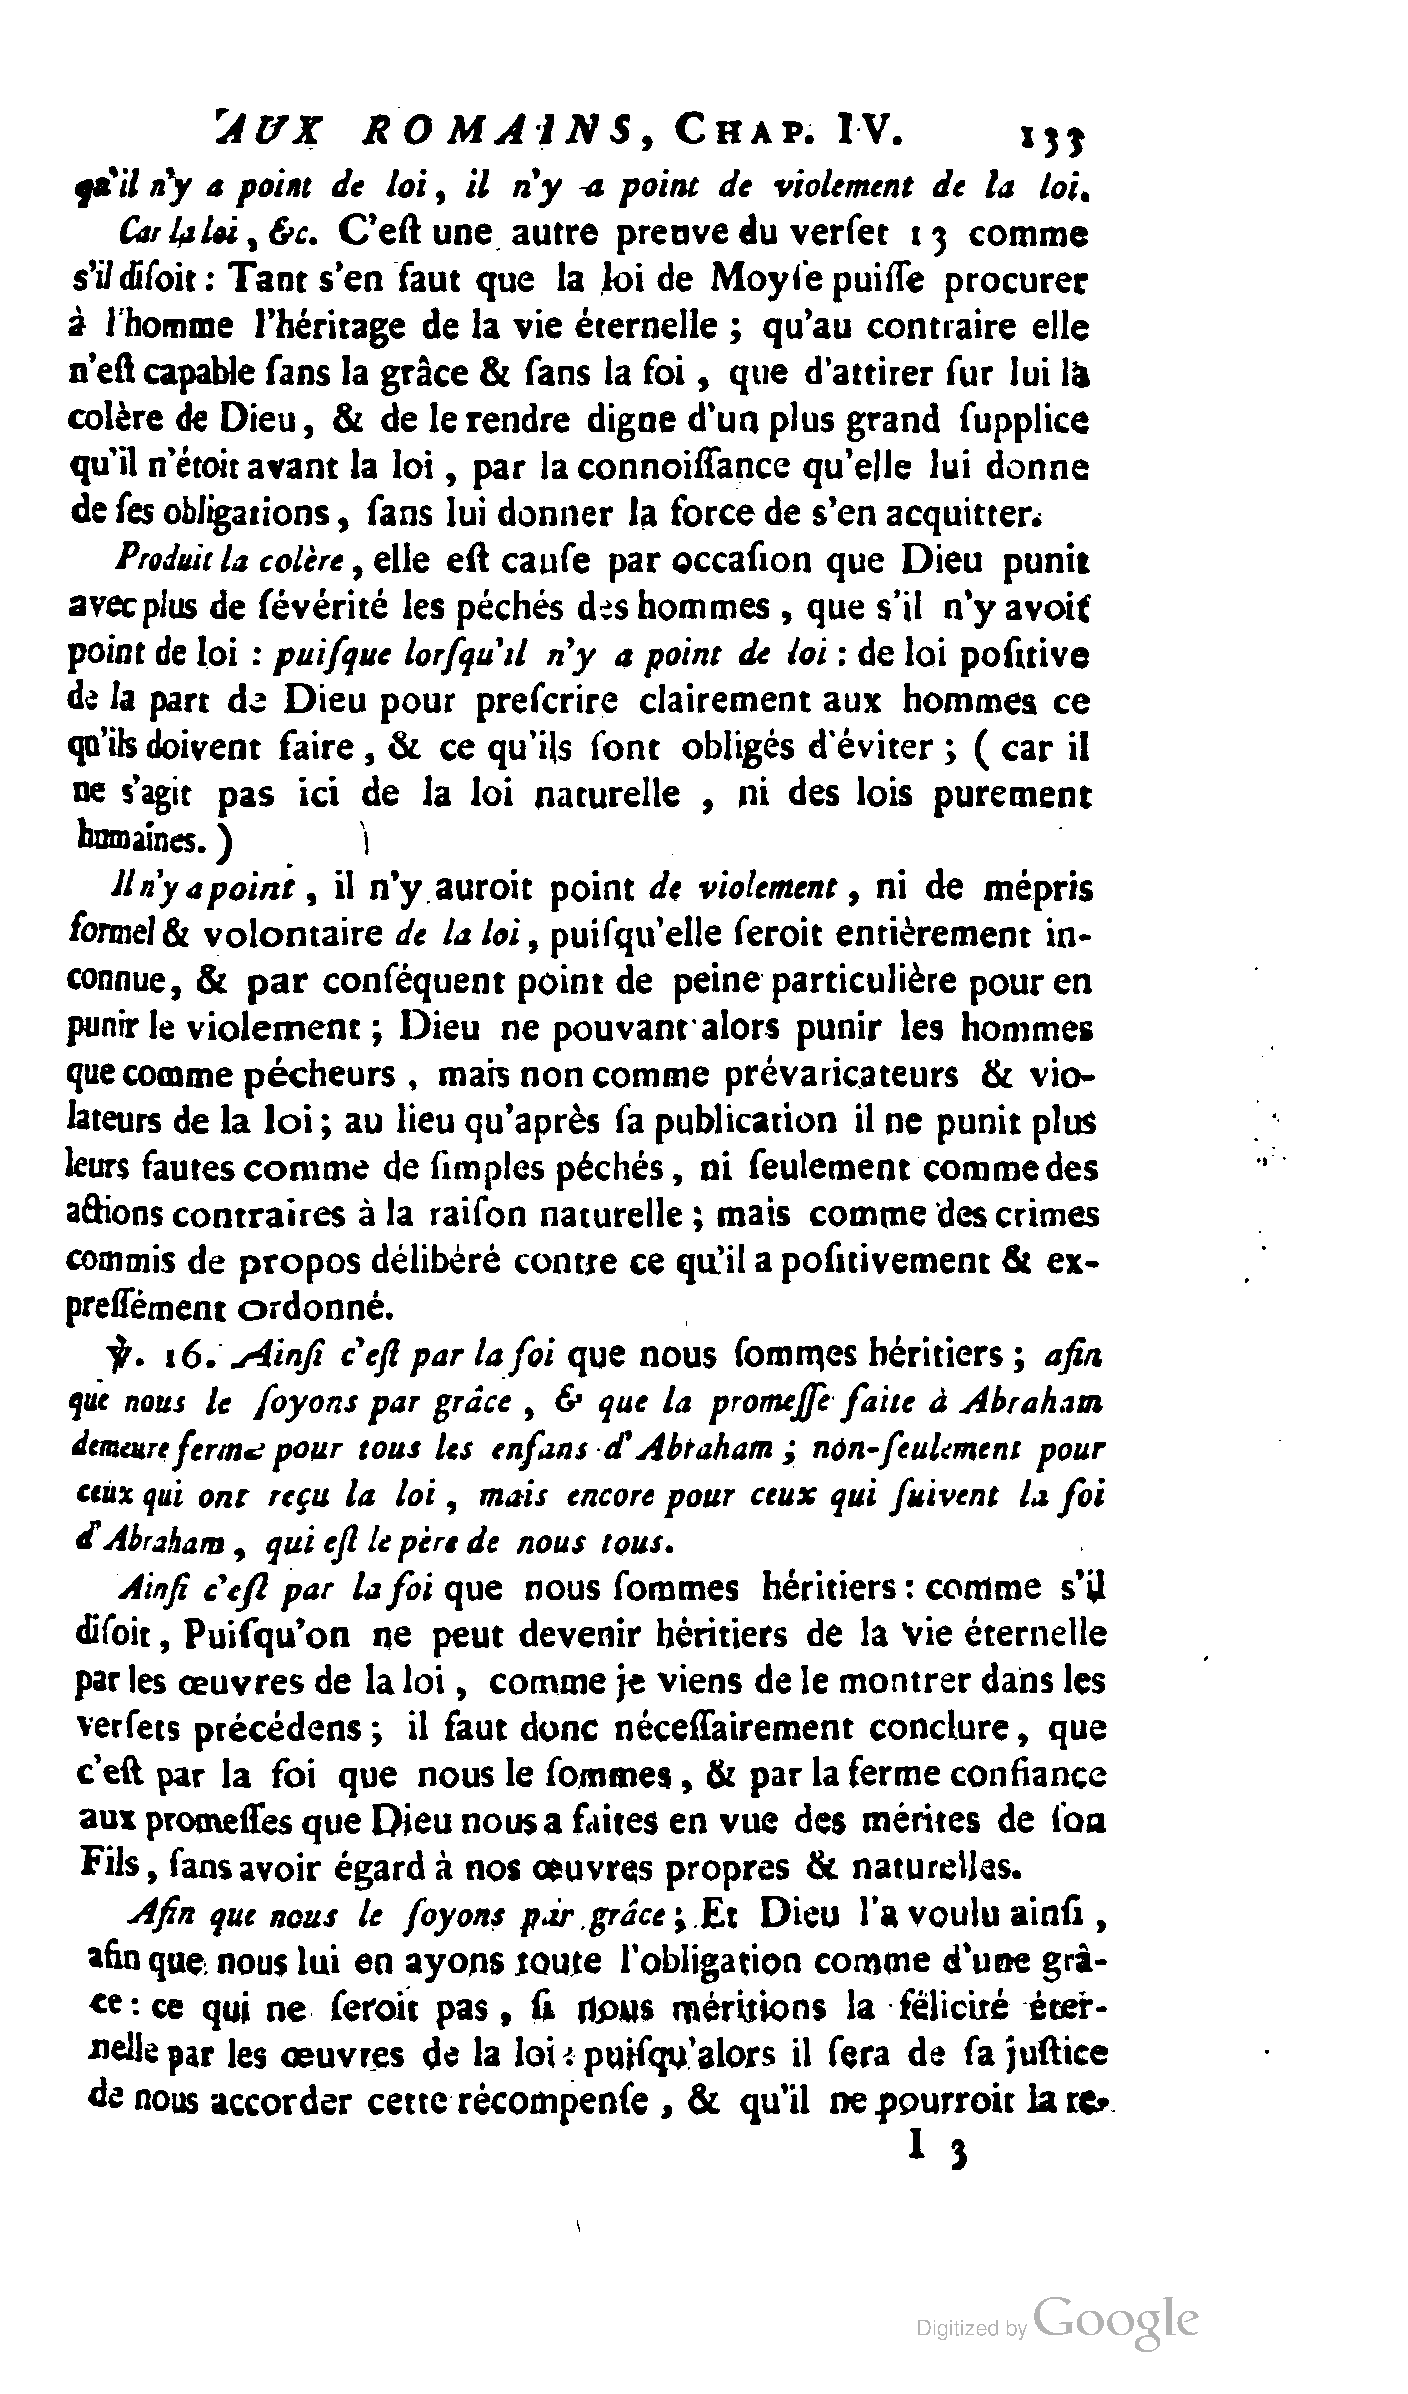 AUX ROMAINS, CHAP. IV. 133
qu'il n'y a point de loi, il n'y a point de violement de la loi.
Car la loi, &c. C'eſt une autre preuve du verſet 13 comme
s'il diſoit : Tant s'en faut que la loi de Moyſe puiſſe procurer
à l'homme l'héritage de la vie éternelle ; qu'au contraire elle
n'eſt capable ſans la grâce & ſans la foi, que d'attirer ſur lui la
colère de Dieu, & de le rendre digne d'un plus grand ſupplice
qu'il n'étoit avant la loi, par la connoiſſance qu'elle lui donne
de ſes obligations, ſans lui donner la force de s'en acquitter.
Produit la colère, elle eſt cauſe par occaſion que Dieu punit
avec plus de ſévérité les péchés des hommes, que s'il n'y avoit
point de loi : puiſque lorſqu'il n'y a point de loi : de loi poſitive
de la part de Dieu pour preſcrire clairement aux hommes ce
qu'ils doivent faire, & ce qu'ils ſont obligés d'éviter ; ( car il
ne s'agit pas ici de la loi naturelle, ni des lois purement
humaines. )
Il n'y a point, il n'y auroit point de violement, ni de mépris
formel & volontaire de la loi, puiſqu'elle ſeroit entièrement in-
connue, & par conſéquent point de peine particulière pour en
punir le violement ; Dieu ne pouvant alors punir les hommes
que comme pécheurs, mais non comme prévaricateurs & vio-
lateurs de la loi ; au lieu qu'après ſa publication il ne punit plus
leurs fautes comme de ſimples péchés, ni ſeulement comme des
actions contraires à la raiſon naturelle ; mais comme des crimes
commis de propos délibéré contre ce qu'il a poſitivement & ex-
preſſément ordonné.
℣. 16. Ainſi c'eſt par la foi que nous ſommes héritiers ; afin
que nous le ſoyons par grâce, & que la promeſſe faite à Abraham
demeure ferme pour tous les enfans d'Abraham ; non-ſeulement pour
ceux qui ont reçu la loi, mais encore pour ceux qui ſuivent la foi
d'Abraham, qui eſt le père de nous tous.
Ainſi c'eſt par la foi que nous ſommes héritiers : comme s'il
diſoit, Puiſqu'on ne peut devenir héritiers de la vie éternelle
par les œuvres de la loi, comme je viens de le montrer dans les
verſets précédens ; il faut donc néceſſairement conclure, que
c'eſt par la foi que nous le ſommes, & par la ferme confiance
aux promeſſes que Dieu nous a faites en vue des mérites de ſon
Fils, ſans avoir égard à nos œuvres propres & naturelles.
Afin que nous le ſoyons par grâce ; Et Dieu l'a voulu ainſi,
afin que nous lui en ayons toute l'obligation comme d'une grâ-
ce : ce qui ne ſeroit pas, ſi nous méritions la félicité éter-
nelle par les œuvres de la loi : puiſqu'alors il ſera de ſa juſtice
de nous accorder cette récompenſe, & qu'il ne pourroit la re-
I 3
Digitized by Google